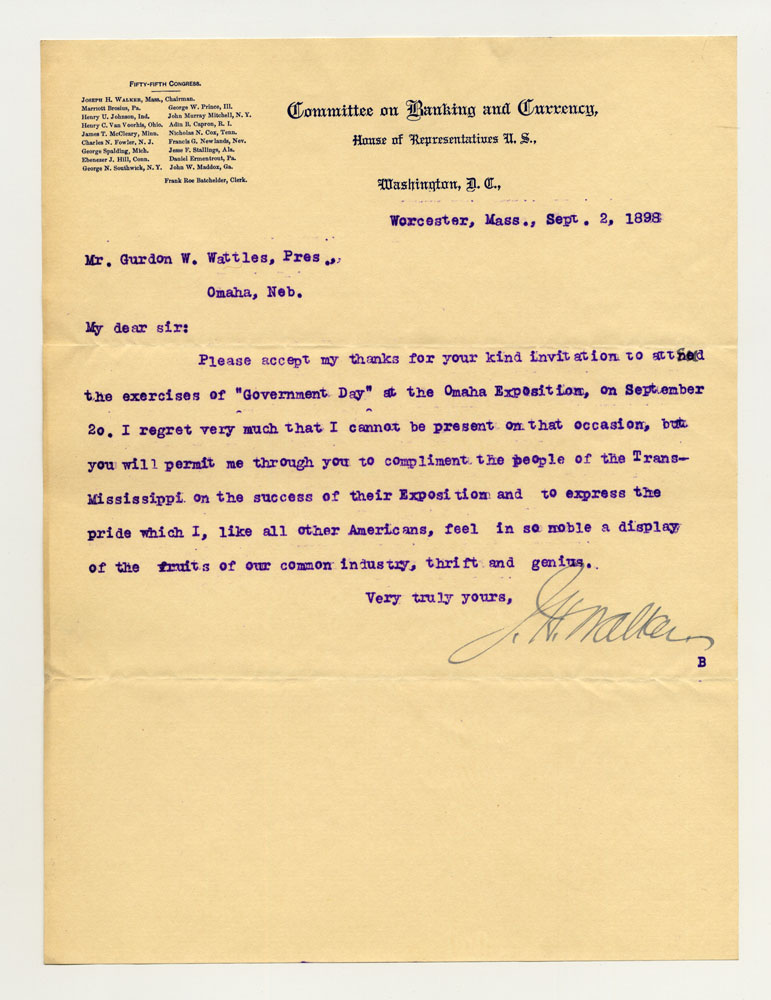 FIFTY-FIFTH CONGRESS.
JOSEPH H. WALKER, Mass., Chairman.
Marriott Brosius, Pa. George W. Prince, Ill.
Henry U. Johnson, Ind. John Murray Mitchell, N. Y.
Henry C. Van Voorhis, Ohio. Adin B. Capron, R. I.
James T. McCleary, Minn. Nicholas N. Cox, Tenn.
Charles N. Fowler, N. J. Francis G. Newlands, Nev.
George Spalding, Mich. Jesse F. Stallings, Ala.
Ebenezer J. Hill, Conn. Daniel Ermentrout, Pa.
George N. Southwick, N. Y. John W. Maddox, Ga.
Frank Roe Batchelder, Clerk.
Committee on Banking and Currency,
House of Representatives U. S.,
Washington, D. C.,
Worcester, Mass., Sept. 2, 1898
Mr. Gurdon W. Wattles, Pres.,
Omaha, Neb.
My dear sir:
Please accept my thanks for your kind invitation to attned
the exercises of "Government Day" at the Omaha Exposition, on September
20. I regret very much that I cannot be present on that occasion, but
you will permit me through you to compliment the people of the Trans-
Mississippi on the success of their Exposition and to express the
pride which I, like all other Americans, feel in so noble a display
of the fruits of our common industry, thrift and genius.
Very truly yours,
J. H. Walker
B